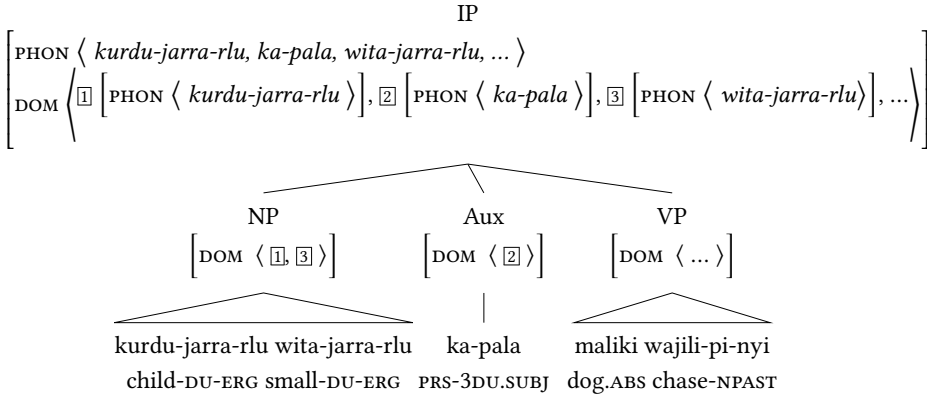 IP
PHON ⟨ kurdu-jarra-rlu, ka-pala, wita-jarra-rlu, … ⟩
DOM ⟨ 1 [PHON ⟨ kurdu-jarra-rlu ⟩], 2 [PHON ⟨ ka-pala ⟩], 3 [PHON ⟨ wita-jarra-rlu⟩], …⟩
NP Aux VP
[DOM ⟨ 1, 3 ⟩] [DOM ⟨ 2 ⟩] [DOM ⟨ … ⟩]
kurdu-jarra-rlu wita-jarra-rlu ka-pala maliki wajili-pi-nyi
child-DU-ERG small-DU-ERG PRS-3DU.SUBJ dog.ABS chase-NPAST